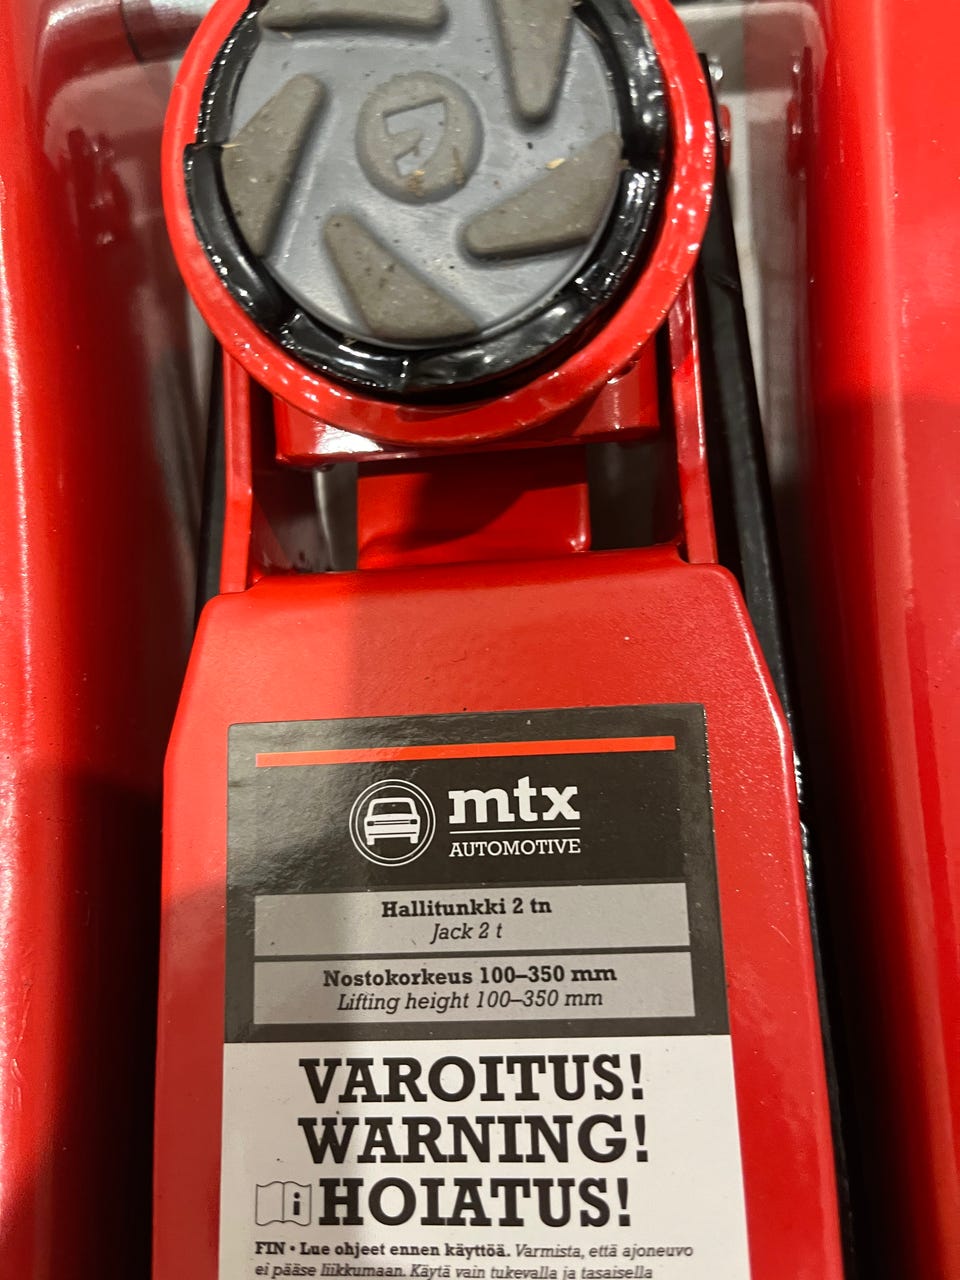 mtx
AUTOMOTIVE
Hallitunkki 2 tn
Jack 2 t
Nostokorkeus 100–350 mm
Lifting height 100–350 mm
VAROITUS!
WARNING!
HOIATUS!
FIN • Lue ohjeet ennen käyttöä. Varmista, että ajoneuvo
ei pääse liikkumaan. Käytä vain tukevalla ja tasaisella